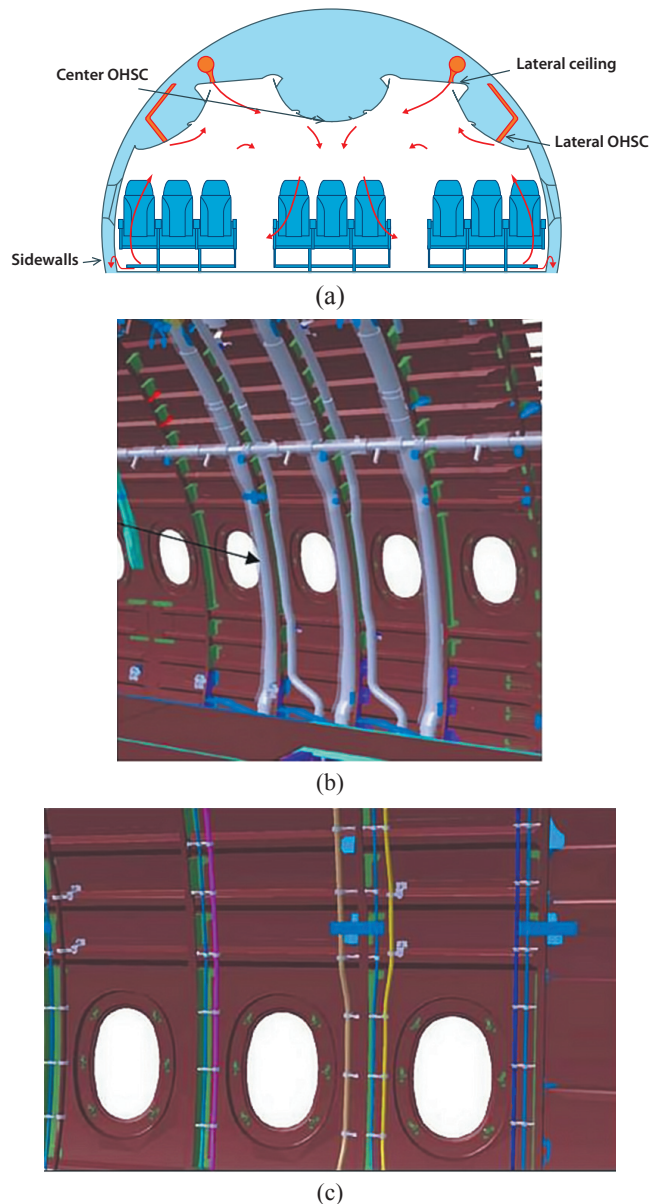 Center OHSC
Lateral ceiling
Lateral OHSC
Sidewalls
(a)
(b)
(c)